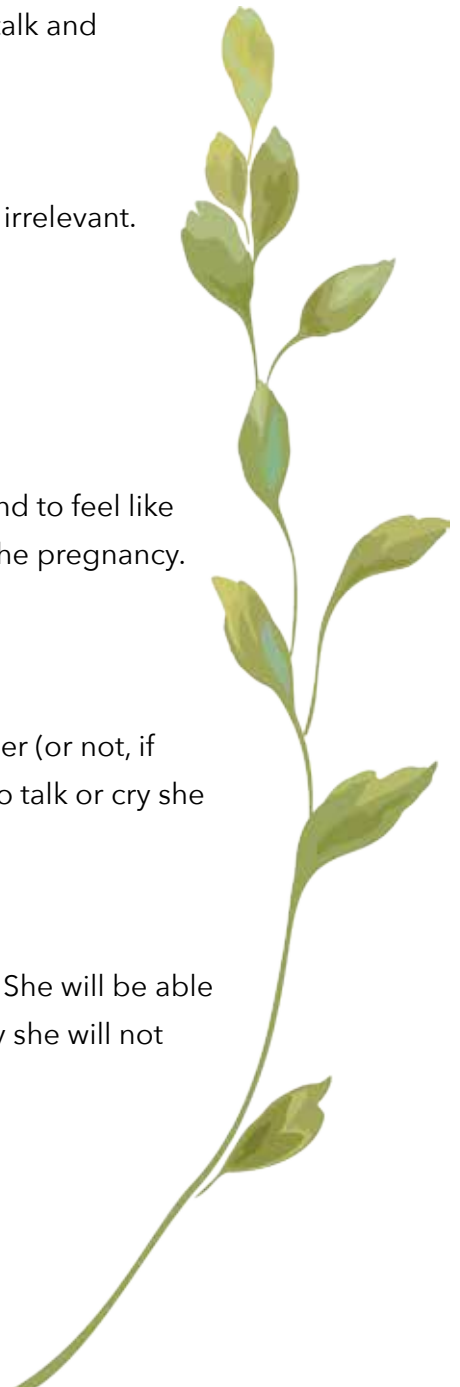 talk and
irrelevant.
nd to feel like
he pregnancy.
er (or not, if
o talk or cry she
She will be able
y she will not